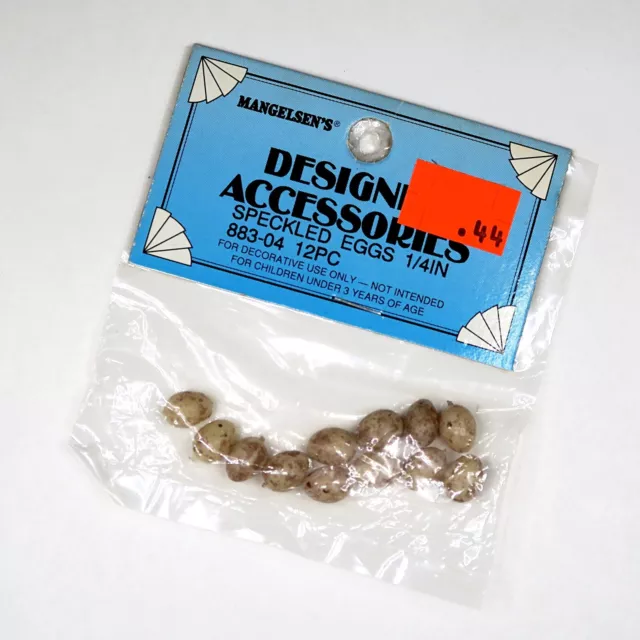 MANGELSEN'S®
DESIGNE
ACCESSORIES
.44
SPECKLED EGGS 1/4IN
883-04 12PC
FOR DECORATIVE USE ONLY — NOT INTENDED
FOR CHILDREN UNDER 3 YEARS OF AGE